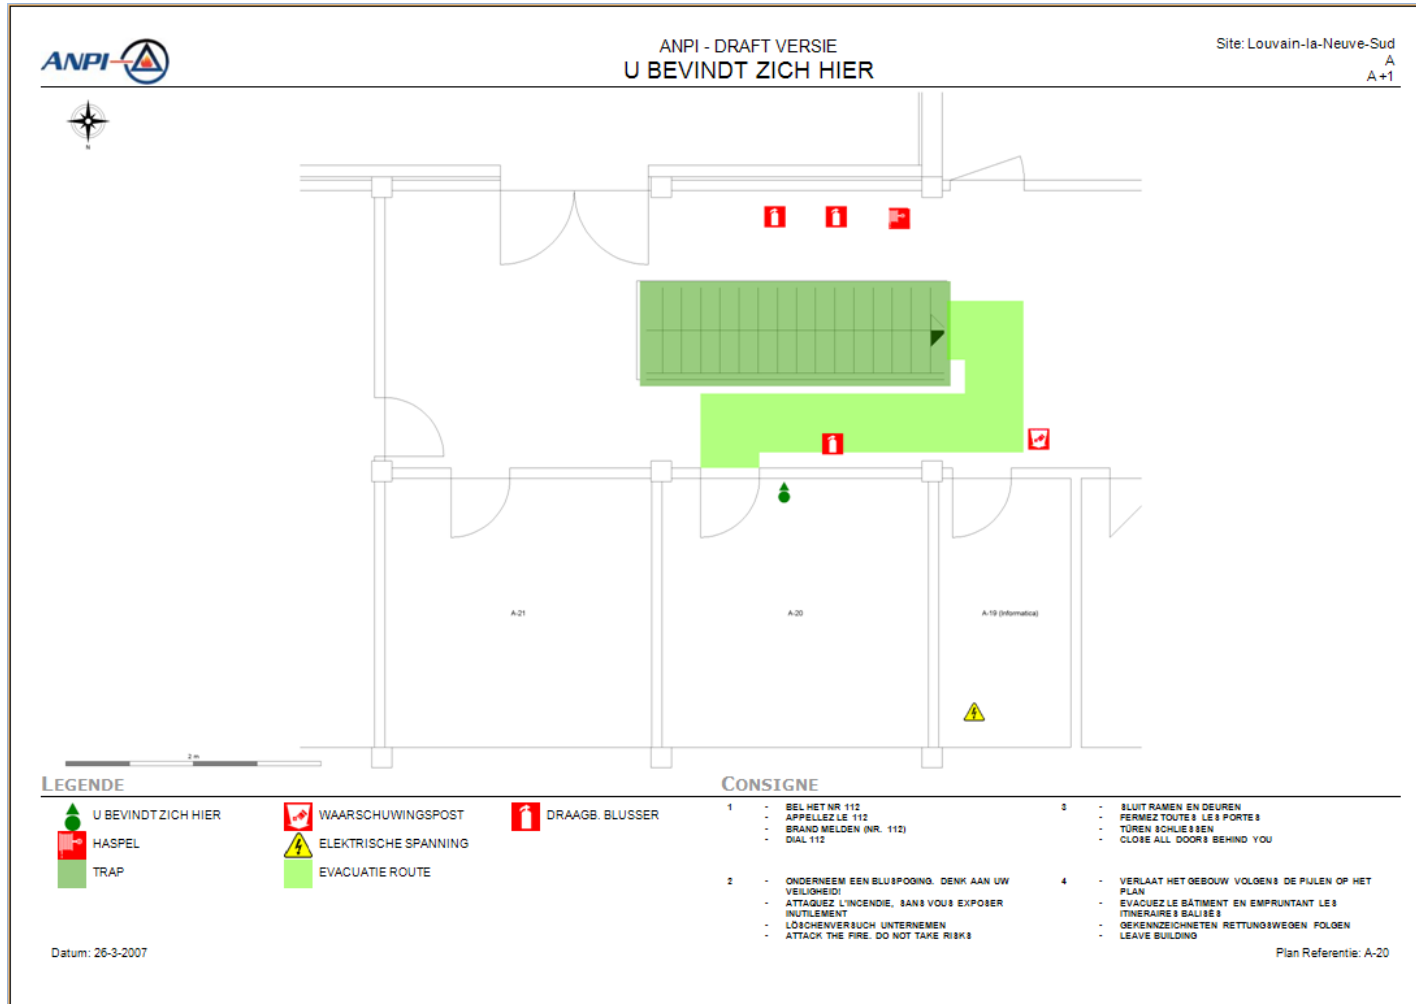 ANPI
ANPI - DRAFT VERSIE
U BEVINDT ZICH HIER
Site: Louvain-la-Neuve-Sud
A
A +1
N
A-21
A-20
A-19 (Informatica)
2 m
LEGENDE
U BEVINDT ZICH HIER
WAARSCHUWINGSPOST
DRAAGB. BLUSSER
HASPEL
ELEKTRISCHE SPANNING
TRAP
EVACUATIE ROUTE
CONSIGNE
1 - BEL HET NR 112
- APPELLEZ LE 112
- BRAND MELDEN (NR. 112)
- DIAL 112
2 - ONDERNEEM EEN BLUSPOGING. DENK AAN UW
VEILIGHEID!
- ATTAQUEZ L'INCENDIE, SANS VOUS EXPOSER
INUTILEMENT
- LÖSCHENVERSUCH UNTERNEMEN
- ATTACK THE FIRE. DO NOT TAKE RISKS
3 - SLUIT RAMEN EN DEUREN
- FERMEZ TOUTES LES PORTES
- TÜREN SCHLIESSEN
- CLOSE ALL DOORS BEHIND YOU
4 - VERLAAT HET GEBOUW VOLGENS DE PIJLEN OP HET
PLAN
- EVACUEZ LE BÂTIMENT EN EMPRUNTANT LES
ITINERAIRES BALISÈS
- GEKENNZEICHNETEN RETTUNGSWEGEN FOLGEN
- LEAVE BUILDING
Datum: 26-3-2007
Plan Referentie: A-20